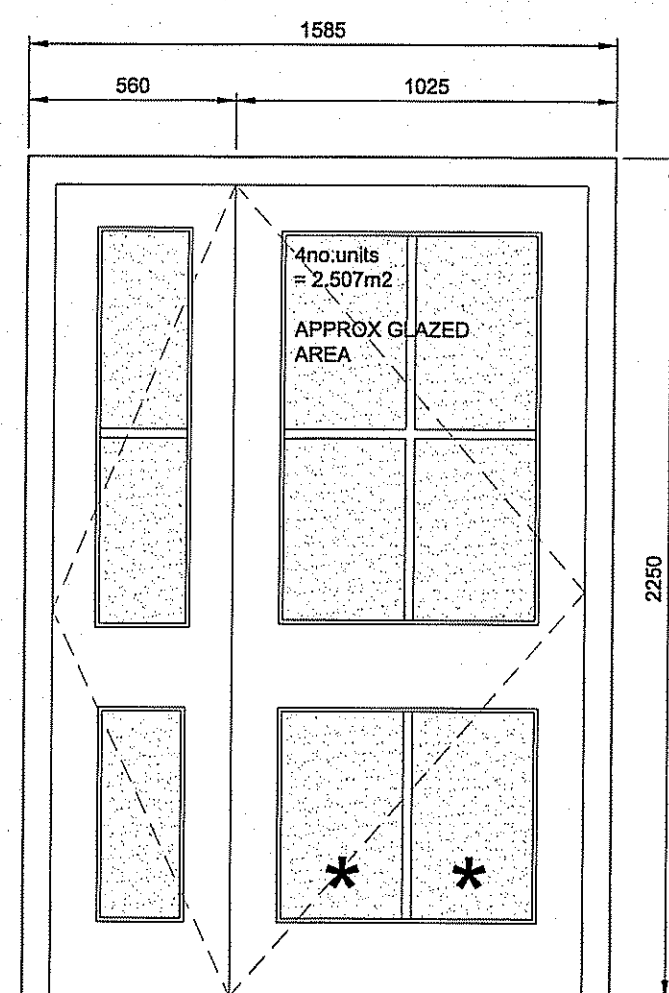 1585
560
1025
4no:units
= 2.507m2
APPROX GLAZED
AREA
2250
* *